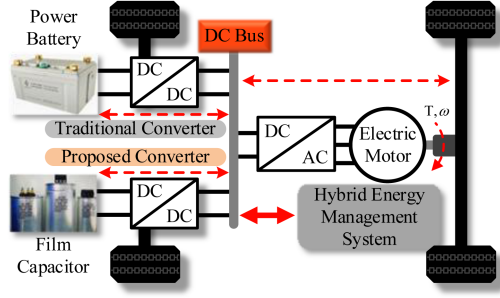 Power
Battery
DC Bus
DC
DC
Traditional Converter
Proposed Converter
DC
AC
Electric
Motor
T, ω
DC
DC
Film
Capacitor
Hybrid Energy
Management
System